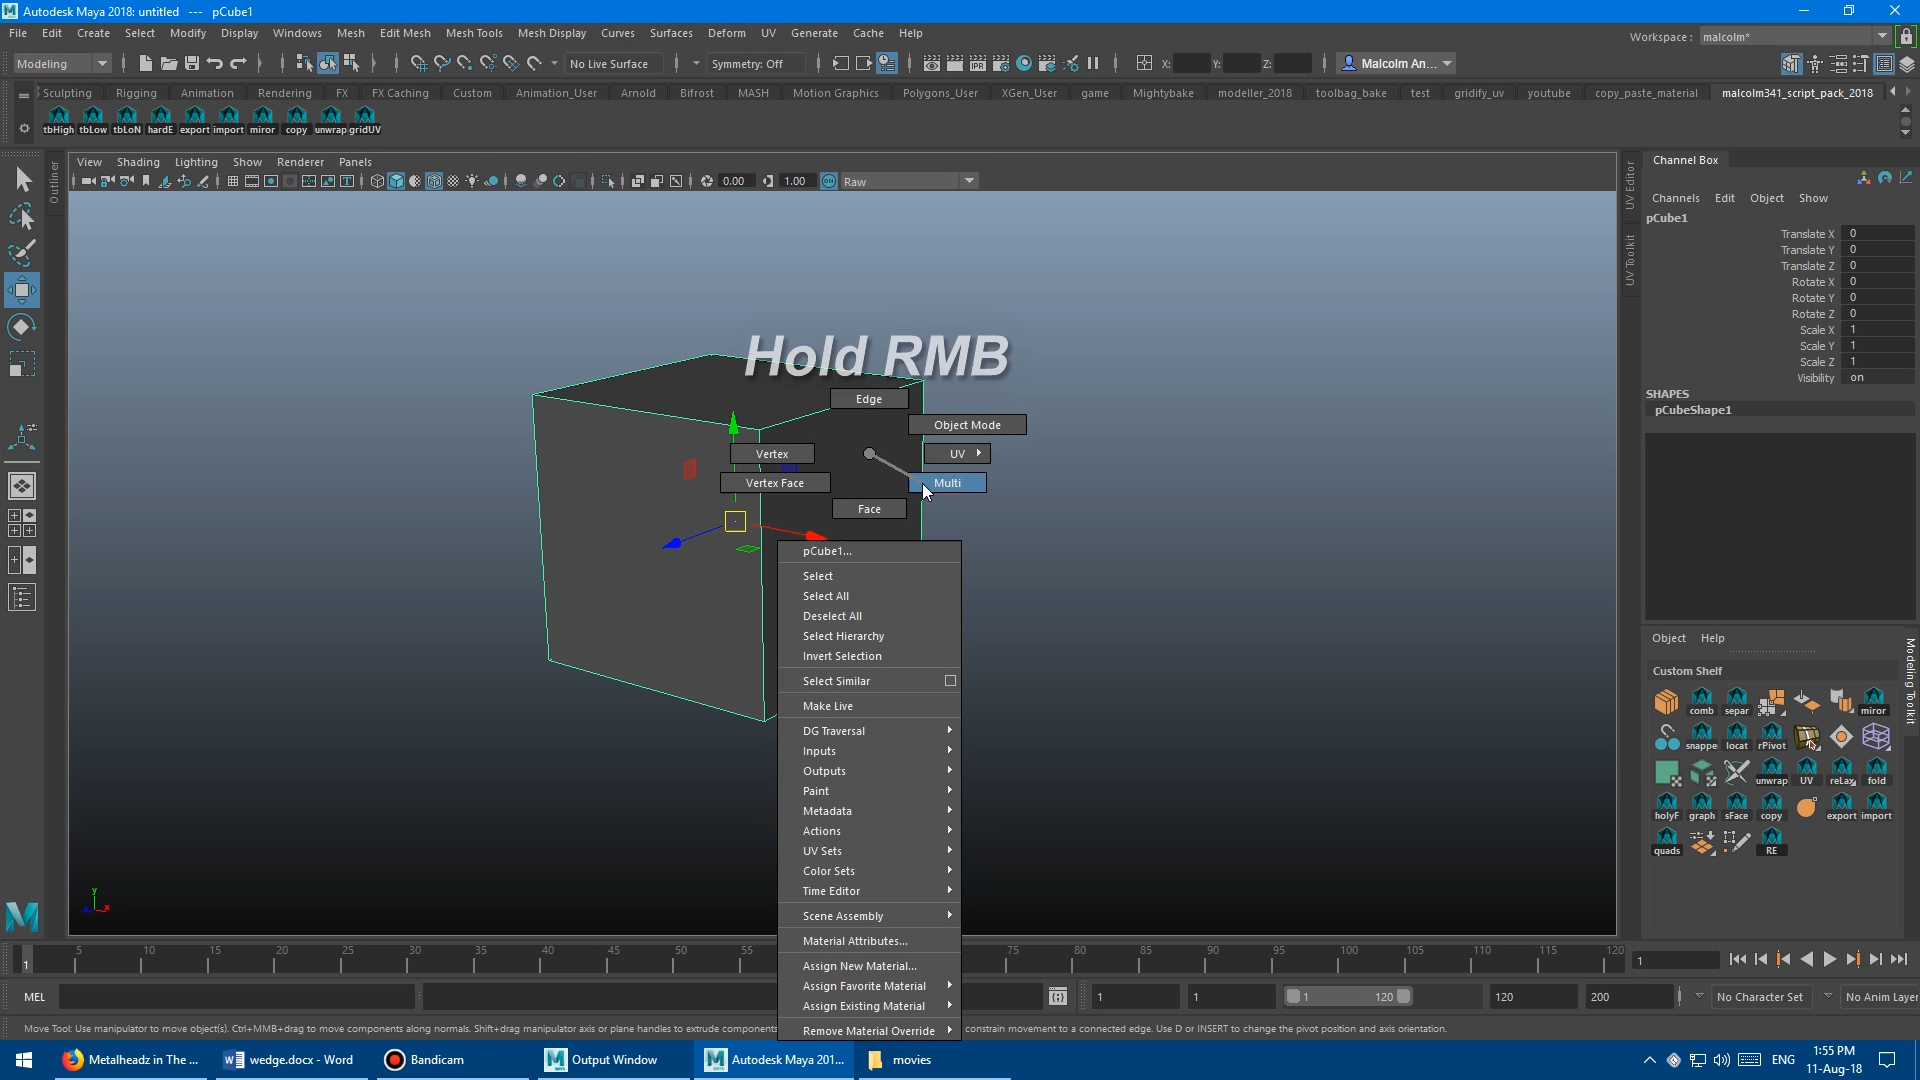 Autodesk Maya 2018: untitled --- pCube1
File Edit Create Select Modify Display Windows Mesh Edit Mesh Mesh Tools Mesh Display Curves Surfaces Deform UV Generate Cache Help
Workspace : malcolm*
Modeling No Live Surface Symmetry: Off X: Y: Z: Malcolm An...
Sculpting Rigging Animation Rendering FX FX Caching Custom Animation_User Arnold Bifrost MASH Motion Graphics Polygons_User XGen_User game Mightybake modeller_2018 toolbag_bake test gridify_uv youtube copy_paste_material malcolm341_script_pack_2018
tbHigh tbLow tbLoN hardE export import miror copy unwrap gridUV
View Shading Lighting Show Renderer Panels
0.00 1.00 ON Raw
Outliner
UV Editor
UV Toolkit
Channel Box
Channels Edit Object Show
pCube1
Translate X 0
Translate Y 0
Translate Z 0
Rotate X 0
Rotate Y 0
Rotate Z 0
Scale X 1
Scale Y 1
Scale Z 1
Visibility on
SHAPES
pCubeShape1
Hold RMB
Edge
Object Mode
Vertex
UV
Vertex Face
Multi
Face
pCube1...
Select
Select All
Deselect All
Select Hierarchy
Invert Selection
Select Similar
Make Live
DG Traversal
Inputs
Outputs
Paint
Metadata
Actions
UV Sets
Color Sets
Time Editor
Scene Assembly
Material Attributes...
Assign New Material...
Assign Favorite Material
Assign Existing Material
Remove Material Override
Object Help
Modeling Toolkit
Custom Shelf
comb separ miror
snappe locat rPivot
unwrap UV reLax fold
holyF graph sFace copy export import
quads RE
y
x
5 10 15 20 25 30 35 40 45 50 55 75 80 85 90 95 100 105 110 115 120
1
1
MEL
1 1 1 120 120 200 No Character Set No Anim Layer
Move Tool: Use manipulator to move object(s). Ctrl+MMB+drag to move components along normals. Shift+drag manipulator axis or plane handles to extrude components constrain movement to a connected edge. Use D or INSERT to change the pivot position and axis orientation.
Metalheadz in The ... wedge.docx - Word Bandicam Output Window Autodesk Maya 201... movies
ENG
1:55 PM
11-Aug-18